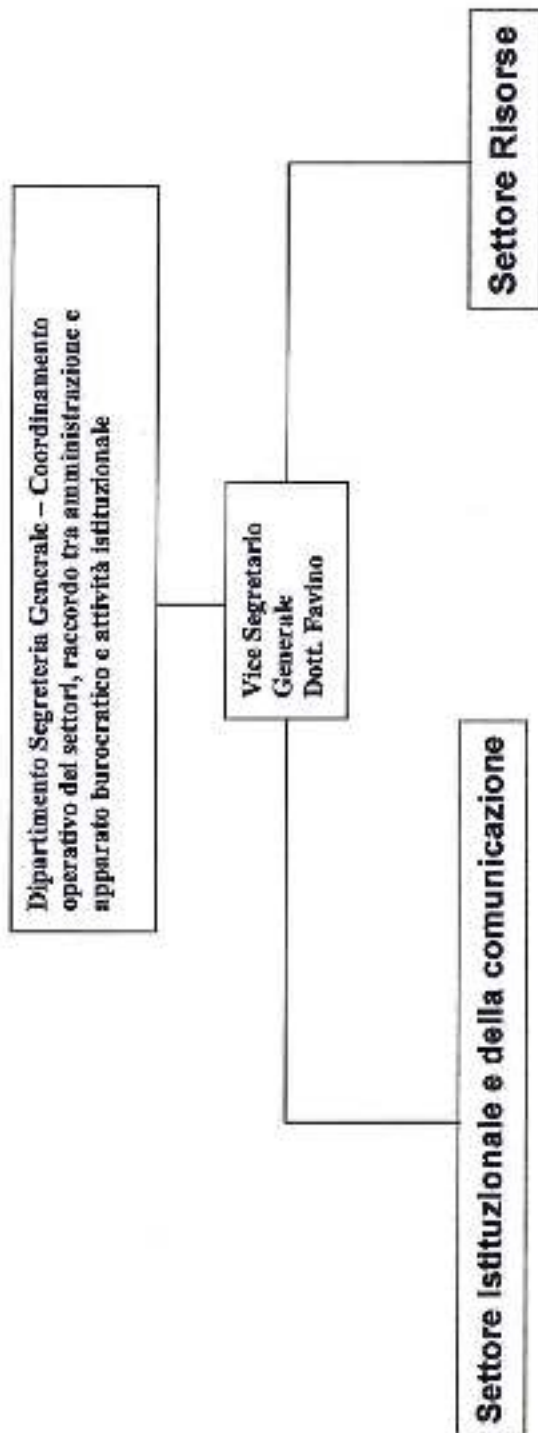 Dipartimento Segreteria Generale – Coordinamento
operativo dei settori, raccordo tra amministrazione e
apparato burocratico e attività istituzionale
Vice Segretario
Generale
Dott. Favino
Settore Istituzionale e della comunicazione
Settore Risorse